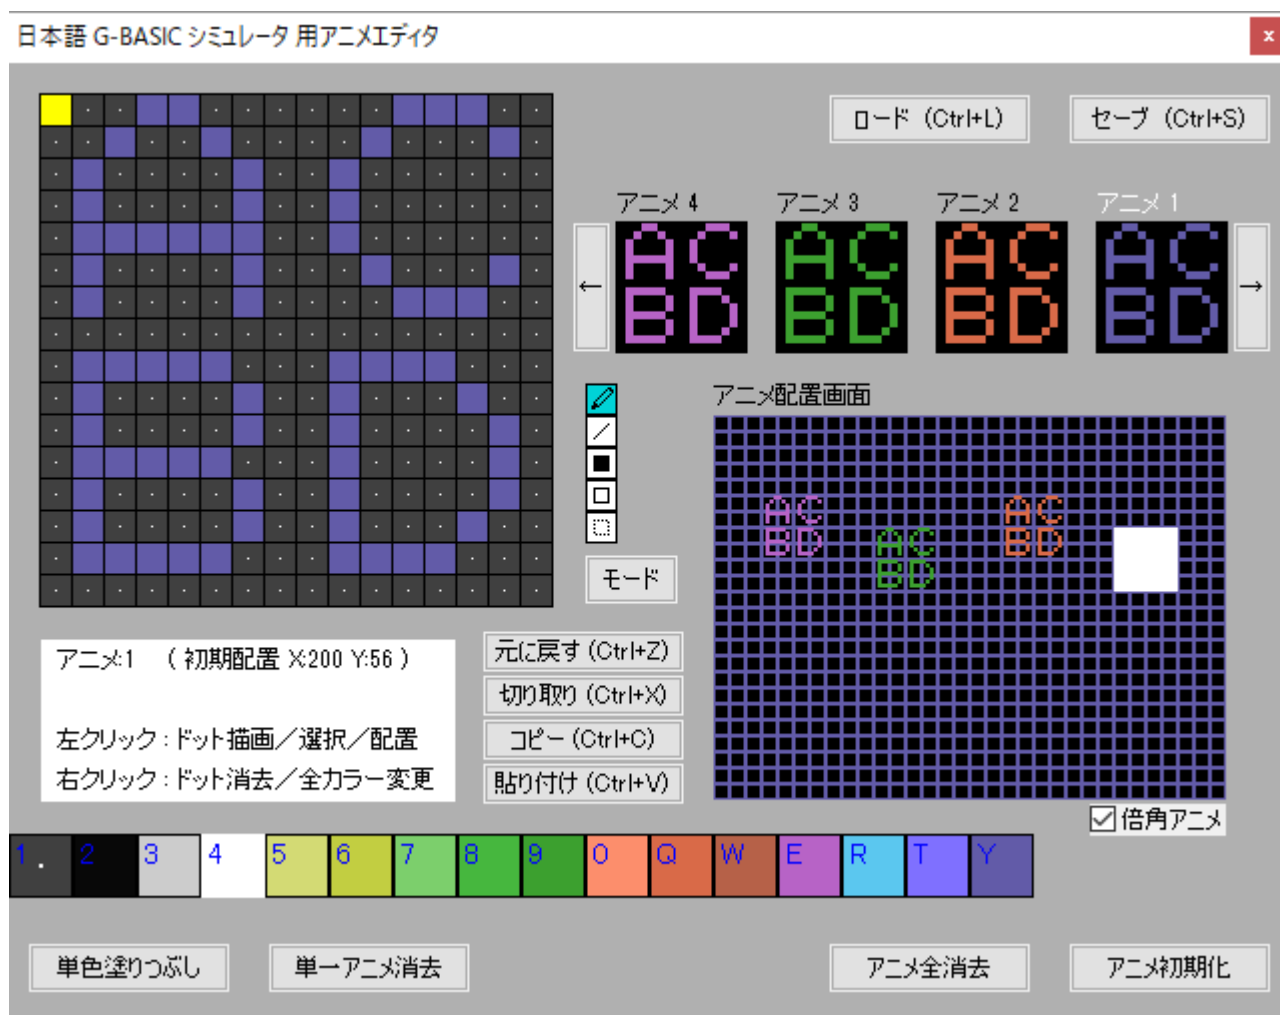 日本語 G-BASIC シミュレータ 用アニメエディタ
x
ロード (Ctrl+L)
セーブ (Ctrl+S)
アニメ 4
アニメ 3
アニメ 2
アニメ 1
←
AC
BD
AC
BD
AC
BD
AC
BD
→
AC
BD
アニメ配置画面
AC
BD
AC
BD
AC
BD
モード
アニメ:1 ( 初期配置 X:200 Y:56 )
左クリック : ドット描画／選択／配置
右クリック : ドット消去／全カラー変更
元に戻す (Ctrl+Z)
切り取り (Ctrl+X)
コピー (Ctrl+C)
貼り付け (Ctrl+V)
倍角アニメ
1 . 2 3 4 5 6 7 8 9 0 Q W E R T Y
単色塗りつぶし
単一アニメ消去
アニメ全消去
アニメ初期化